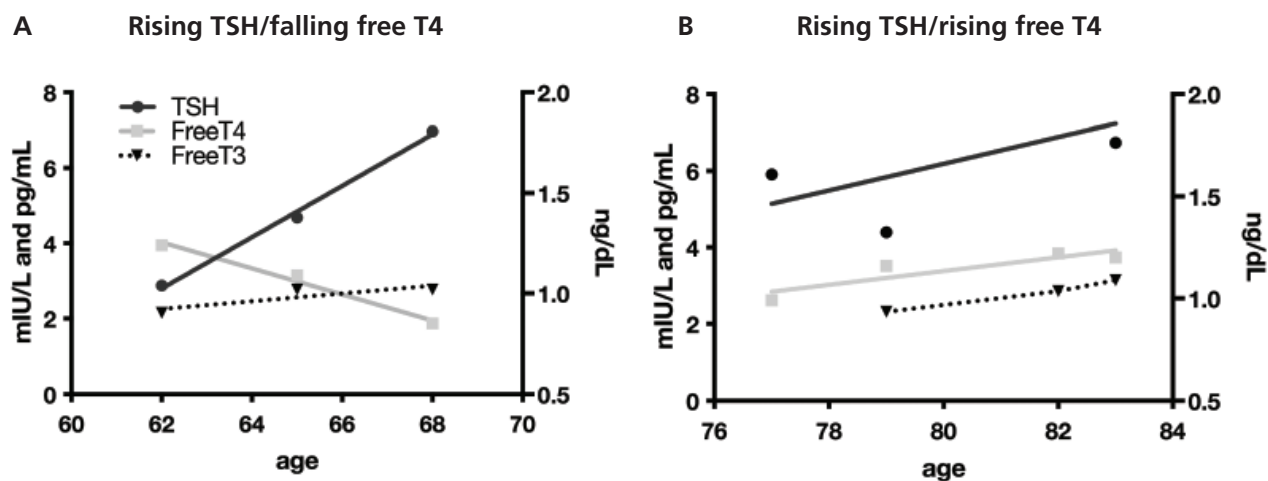 A Rising TSH/falling free T4
8 2.0
TSH
FreeT4
FreeT3
6
1.5
mIU/L and pg/mL
4
ng/dL
1.0
2
0 0.5
60 62 64 66 68 70
age
B Rising TSH/rising free T4
8 2.0
6
1.5
mIU/L and pg/mL
4
ng/dL
1.0
2
0 0.5
76 78 80 82 84
age